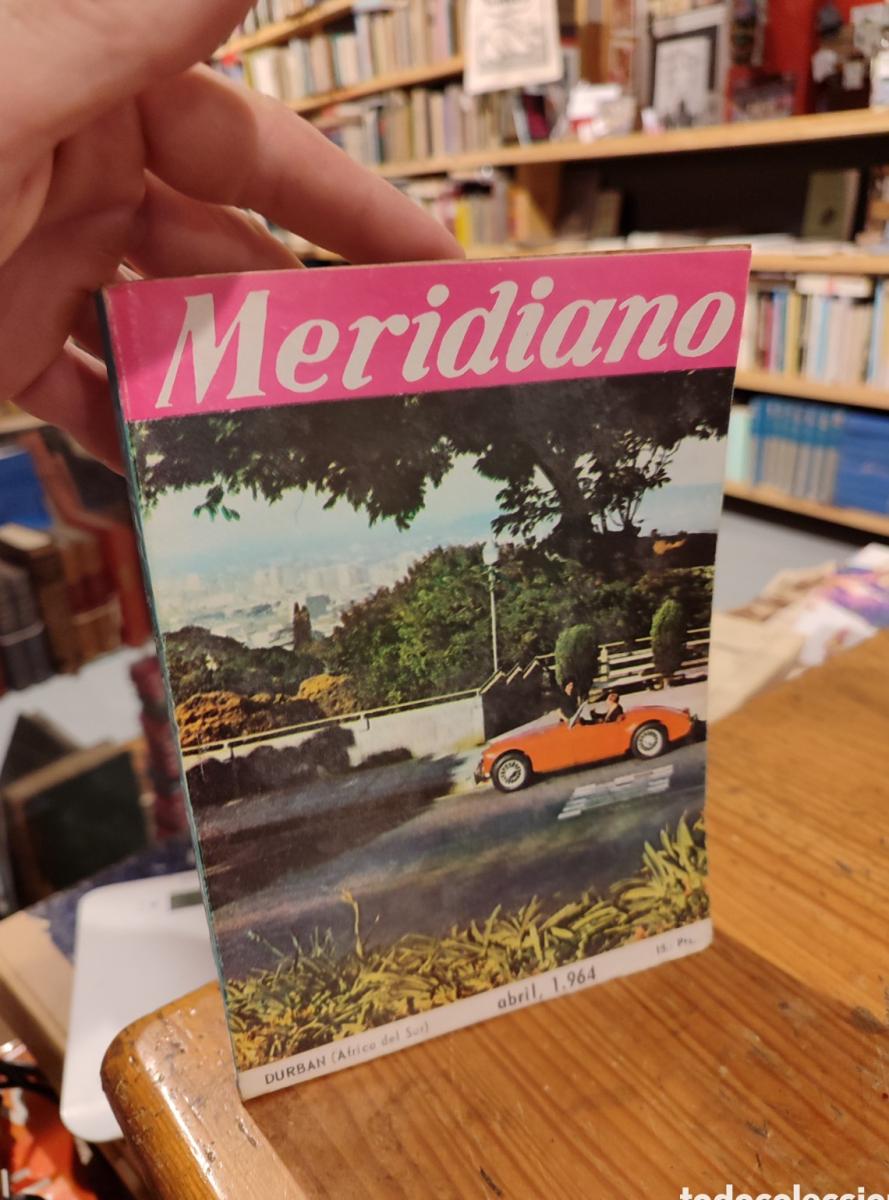 Meridiano
DURBAN (Africa del Sur)
abril, 1.964
15.- Pts.
todocoleccion